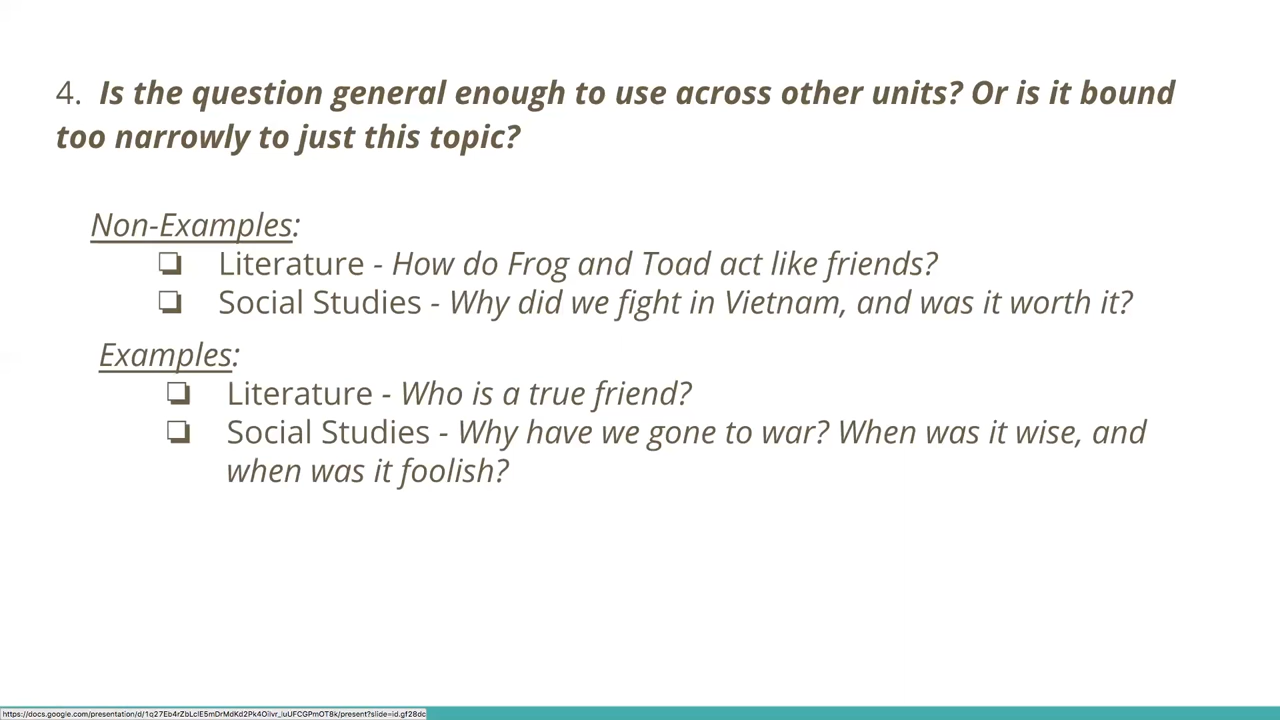 4. Is the question general enough to use across other units? Or is it bound
too narrowly to just this topic?
Non-Examples:
❏ Literature - How do Frog and Toad act like friends?
❏ Social Studies - Why did we fight in Vietnam, and was it worth it?
Examples:
❏ Literature - Who is a true friend?
❏ Social Studies - Why have we gone to war? When was it wise, and
when was it foolish?